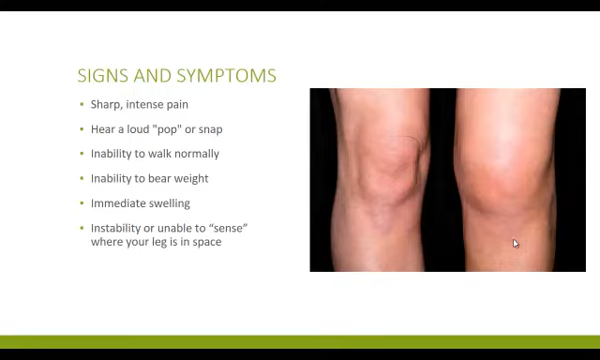 SIGNS AND SYMPTOMS
• Sharp, intense pain
• Hear a loud "pop" or snap
• Inability to walk normally
• Inability to bear weight
• Immediate swelling
• Instability or unable to “sense”
where your leg is in space